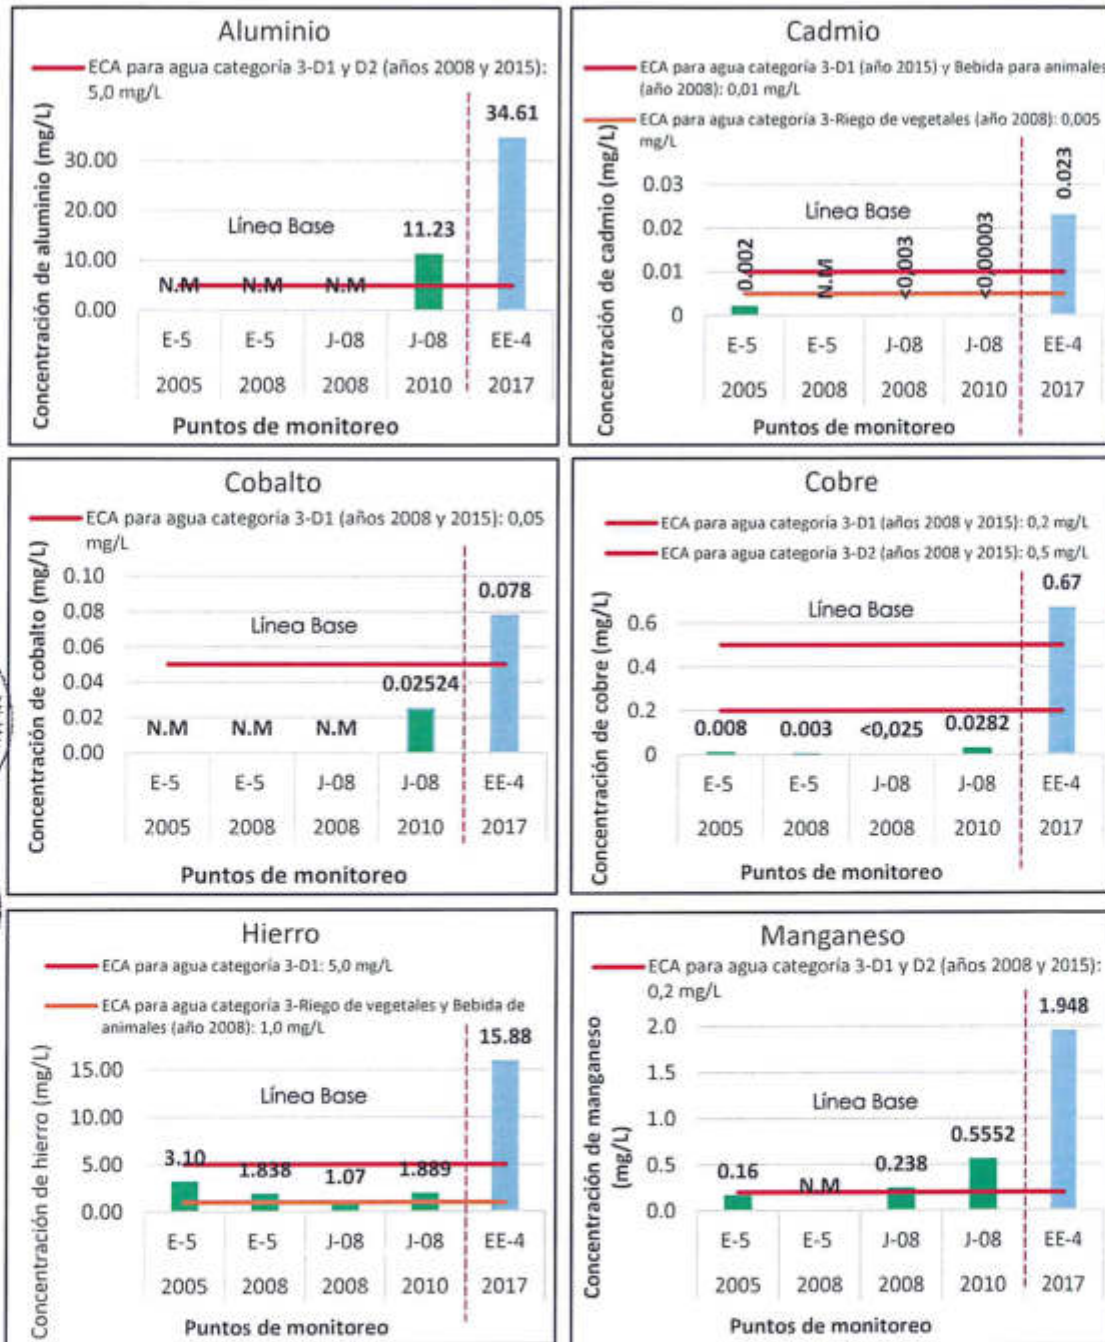 Aluminio
ECA para agua categoría 3-D1 y D2 (años 2008 y 2015):
5,0 mg/L
Concentración de aluminio (mg/L)
34.61
30.00
20.00
Línea Base
11.23
10.00
N.M N.M N.M
0.00
E-5 E-5 J-08 J-08 EE-4
2005 2008 2008 2010 2017
Puntos de monitoreo
Cadmio
ECA para agua categoría 3-D1 (año 2015) y Bebida para animales
(año 2008): 0,01 mg/L
ECA para agua categoría 3-Riego de vegetales (año 2008): 0,005
mg/L
Concentración de cadmio (mg/L)
0.03
0.02
0.01
0
Línea Base
0.002
N.M
<0,003
<0,00003
0.023
E-5 E-5 J-08 J-08 EE-4
2005 2008 2008 2010 2017
Puntos de monitoreo
Cobalto
ECA para agua categoría 3-D1 (años 2008 y 2015): 0,05
mg/L
Concentración de cobalto (mg/L)
0.10
0.078
0.08
Línea Base
0.06
0.04
0.02524
0.02
N.M N.M N.M
0.00
E-5 E-5 J-08 J-08 EE-4
2005 2008 2008 2010 2017
Puntos de monitoreo
Cobre
ECA para agua categoría 3-D1 (años 2008 y 2015): 0,2 mg/L
ECA para agua categoría 3-D2 (años 2008 y 2015): 0,5 mg/L
Concentración de cobre (mg/L)
0.67
0.6
Línea Base
0.4
0.2
0.008 0.003 <0,025 0.0282
0
E-5 E-5 J-08 J-08 EE-4
2005 2008 2008 2010 2017
Puntos de monitoreo
Hierro
ECA para agua categoría 3-D1: 5,0 mg/L
ECA para agua categoría 3-Riego de vegetales y Bebida de
animales (año 2008): 1,0 mg/L
Concentración de hierro (mg/L)
15.88
15.00
Línea Base
10.00
5.00
3.10 1.838 1.07 1.889
0.00
E-5 E-5 J-08 J-08 EE-4
2005 2008 2008 2010 2017
Puntos de monitoreo
Manganeso
ECA para agua categoría 3-D1 y D2 (años 2008 y 2015):
0,2 mg/L
Concentración de manganeso
(mg/L)
1.948
2.0
1.5
Línea Base
1.0
0.5552
0.5
0.16 N.M 0.238
0.0
E-5 E-5 J-08 J-08 EE-4
2005 2008 2008 2010 2017
Puntos de monitoreo